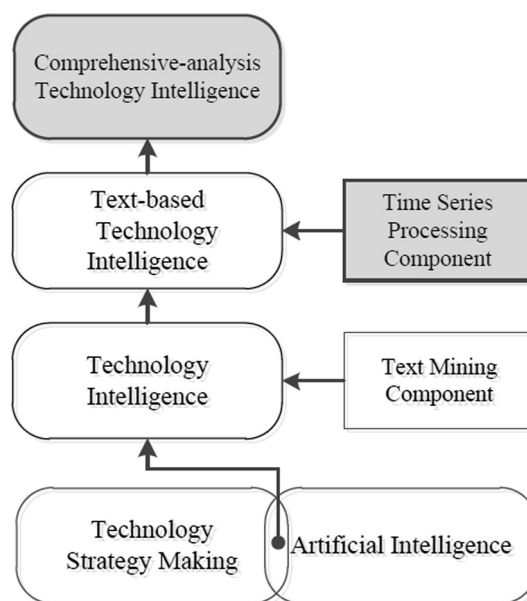 Comprehensive-analysis
Technology Intelligence
Text-based
Technology
Intelligence
Time Series
Processing
Component
Technology
Intelligence
Text Mining
Component
Technology
Strategy Making
Artificial Intelligence